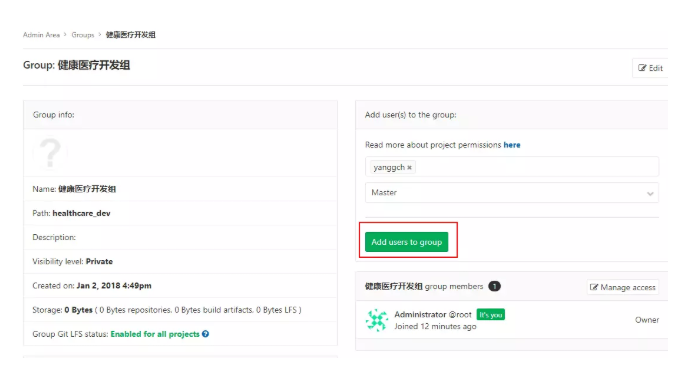 Admin Area > Groups > 健康医疗开发组
Group: 健康医疗开发组
Edit
Group info:
?
Name: 健康医疗开发组
Path: healthcare_dev
Description:
Visibility level: Private
Created on: Jan 2, 2018 4:49pm
Storage: 0 Bytes ( 0 Bytes repositories, 0 Bytes build artifacts, 0 Bytes LFS )
Group Git LFS status: Enabled for all projects ?
Add user(s) to the group:
Read more about project permissions here
yanggch ×
Master
Add users to group
健康医疗开发组 group members 1
Manage access
Administrator @root It's you
Joined 12 minutes ago
Owner